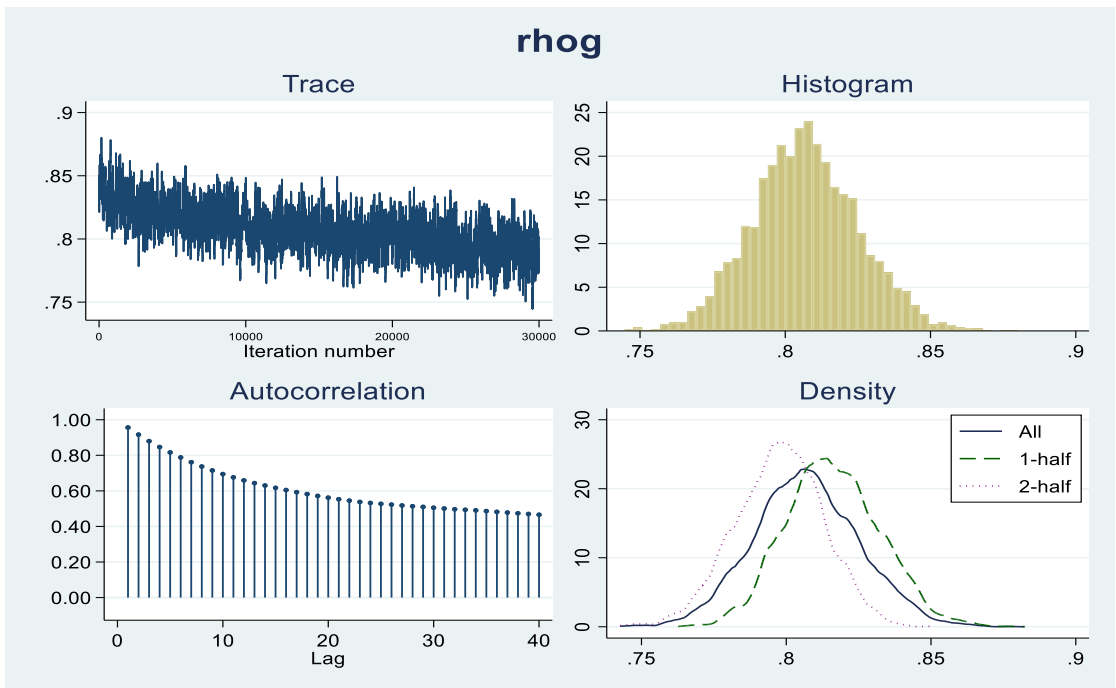 rhog
Trace
.9
.85
.8
.75
0 10000 20000 30000
Iteration number
Histogram
25
20
15
10
5
0
.75 .8 .85 .9
Autocorrelation
1.00
0.80
0.60
0.40
0.20
0.00
0 10 20 30 40
Lag
Density
30
20
10
0
.75 .8 .85 .9
All
1-half
2-half